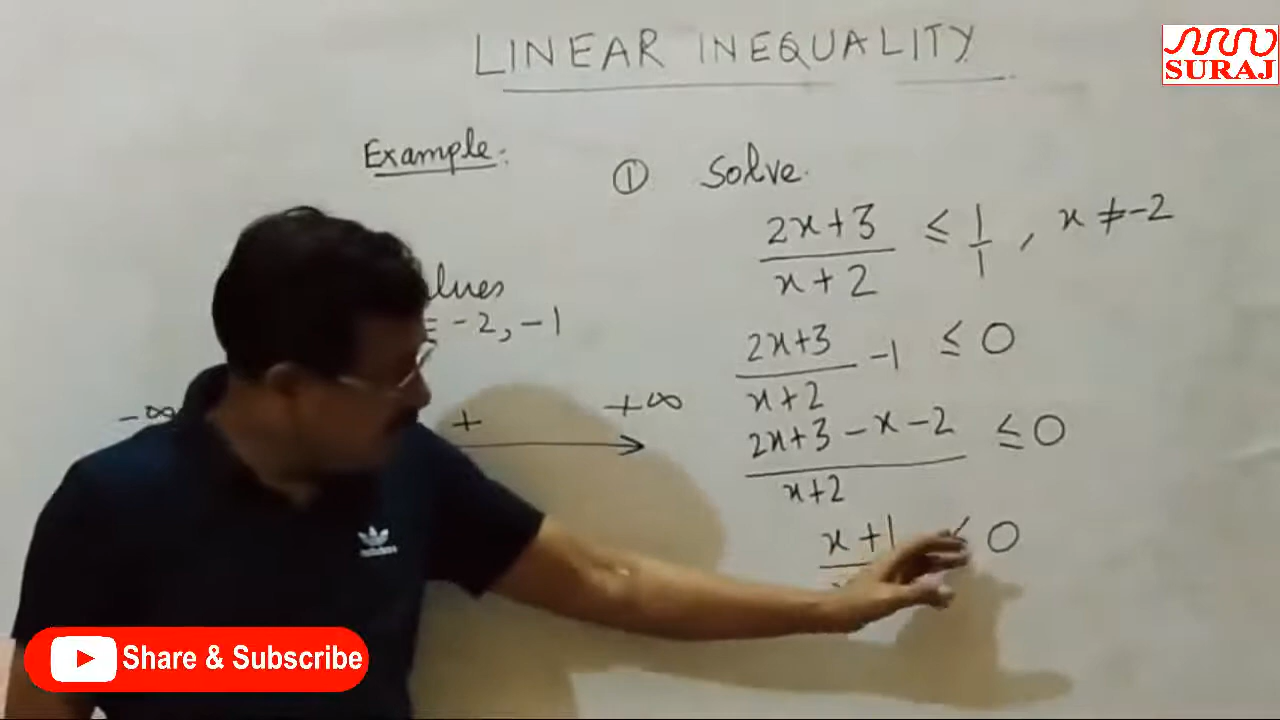 LINEAR INEQUALITY
SURAJ
Example:
① Solve.
2x+3 / x+2 ≤ 1/1 , x ≠ -2
= -2, -1
2x+3 / x+2 -1 ≤ 0
-∞ + +∞
2x+3-x-2 / x+2 ≤ 0
x+1 ≤ 0
Share & Subscribe